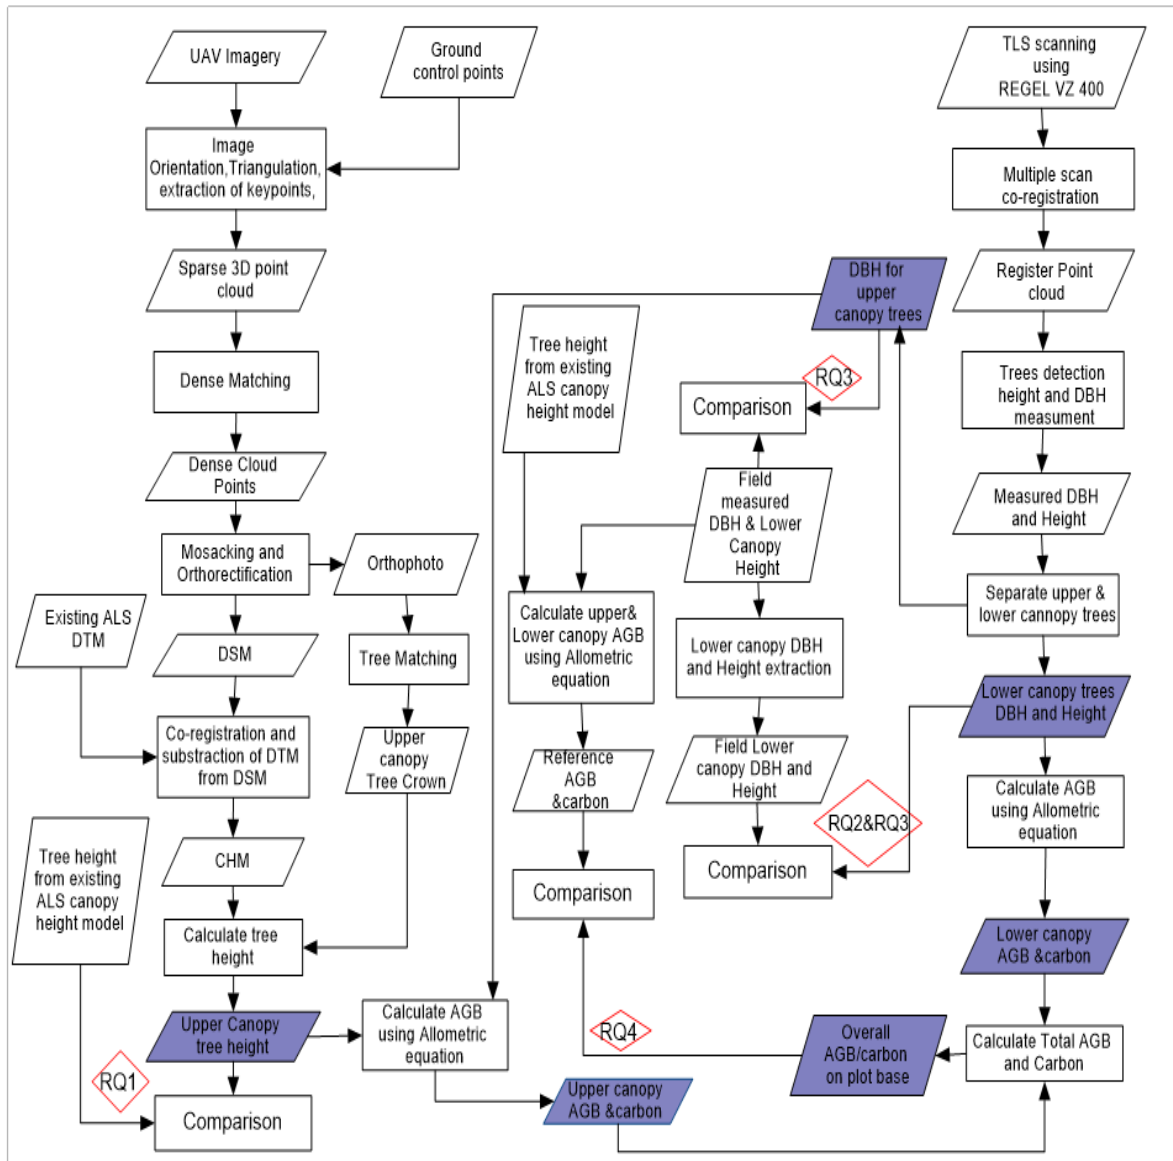 UAV Imagery
Ground
control points
TLS scanning
using
REGEL VZ 400
Image
Orientation,Triangulation,
extraction of keypoints,
Multiple scan
co-registration
Sparse 3D point
cloud
DBH for
upper
canopy trees
Register Point
cloud
Tree height
from existing
ALS canopy
height model
RQ3
Dense Matching
Comparison
Trees detection
height and DBH
measument
Dense Cloud
Points
Field
measured
DBH & Lower
Canopy
Height
Measured DBH
and Height
Mosacking and
Orthorectification
Orthophoto
Existing ALS
DTM
DSM
Tree Matching
Calculate upper&
Lower canopy AGB
using Allometric
equation
Lower canopy DBH
and Height extraction
Separate upper &
lower cannopy trees
Lower canopy trees
DBH and Height
Co-registration and
substraction of DTM
from DSM
Upper
canopy
Tree Crown
Reference
AGB
&carbon
Field Lower
canopy DBH and
Height
RQ2&RQ3
Calculate AGB
using Allometric
equation
Tree height
from existing
ALS canopy
height model
CHM
Comparison
Comparison
Calculate tree
height
Lower canopy
AGB &carbon
Upper Canopy
tree height
Calculate AGB
using Allometric
equation
RQ4
Overall
AGB/carbon
on plot base
Calculate Total AGB
and Carbon
RQ1
Comparison
Upper canopy
AGB &carbon